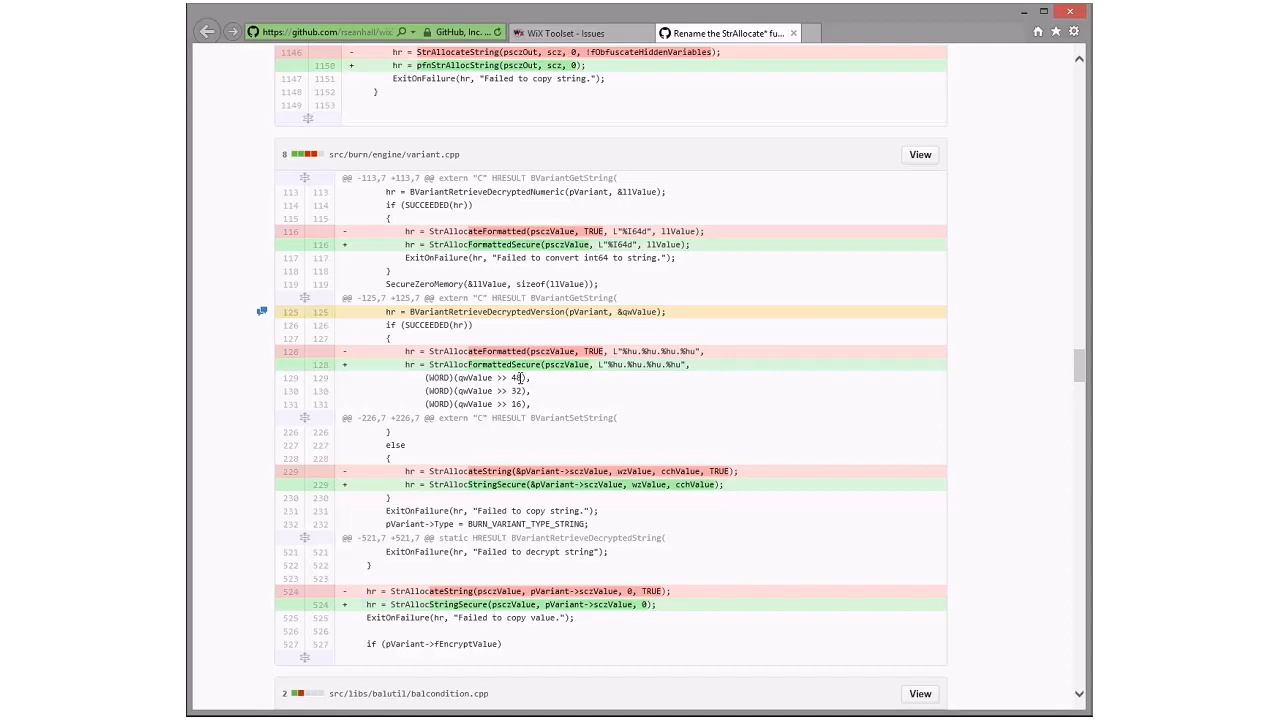 https://github.com/rseanhall/wix
GitHub, Inc.
WiX Toolset - Issues
Rename the StrAllocate* fu...
1146 - hr = StrAllocateString(psczOut, scz, 0, !fObfuscateHiddenVariables);
1150 + hr = pfnStrAllocString(psczOut, scz, 0);
1147 1151 ExitOnFailure(hr, "Failed to copy string.");
1148 1152 }
1149 1153
8 src/burn/engine/variant.cpp View
@@ -113,7 +113,7 @@ extern "C" HRESULT BVariantGetString(
113 113 hr = BVariantRetrieveDecryptedNumeric(pVariant, &llValue);
114 114 if (SUCCEEDED(hr))
115 115 {
116 - hr = StrAllocateFormatted(psczValue, TRUE, L"%I64d", llValue);
116 + hr = StrAllocFormattedSecure(psczValue, L"%I64d", llValue);
117 117 ExitOnFailure(hr, "Failed to convert int64 to string.");
118 118 }
119 119 SecureZeroMemory(&llValue, sizeof(llValue));
@@ -125,7 +125,7 @@ extern "C" HRESULT BVariantGetString(
125 125 hr = BVariantRetrieveDecryptedVersion(pVariant, &qwValue);
126 126 if (SUCCEEDED(hr))
127 127 {
128 - hr = StrAllocateFormatted(psczValue, TRUE, L"%hu.%hu.%hu.%hu",
128 + hr = StrAllocFormattedSecure(psczValue, L"%hu.%hu.%hu.%hu",
129 129 (WORD)(qwValue >> 48),
130 130 (WORD)(qwValue >> 32),
131 131 (WORD)(qwValue >> 16),
@@ -226,7 +226,7 @@ extern "C" HRESULT BVariantSetString(
226 226 }
227 227 else
228 228 {
229 - hr = StrAllocateString(&pVariant->sczValue, wzValue, cchValue, TRUE);
229 + hr = StrAllocStringSecure(&pVariant->sczValue, wzValue, cchValue);
230 230 }
231 231 ExitOnFailure(hr, "Failed to copy string.");
232 232 pVariant->Type = BURN_VARIANT_TYPE_STRING;
@@ -521,7 +521,7 @@ static HRESULT BVariantRetrieveDecryptedString(
521 521 ExitOnFailure(hr, "Failed to decrypt string");
522 522 }
523 523
524 - hr = StrAllocateString(psczValue, pVariant->sczValue, 0, TRUE);
524 + hr = StrAllocStringSecure(psczValue, pVariant->sczValue, 0);
525 525 ExitOnFailure(hr, "Failed to copy value.");
526 526
527 527 if (pVariant->fEncryptValue)
2 src/libs/balutil/balcondition.cpp View